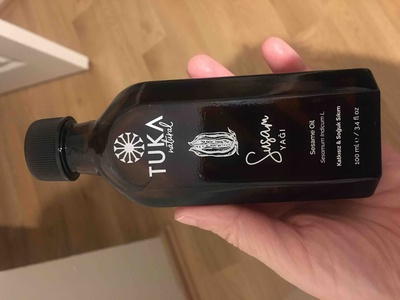 TUKA
natural
Susam
YAĞI
Sesame Oil
Sesamum Indicum L.
Katkısız & Soğuk Sıkım
100 ml / 3.4 fl oz